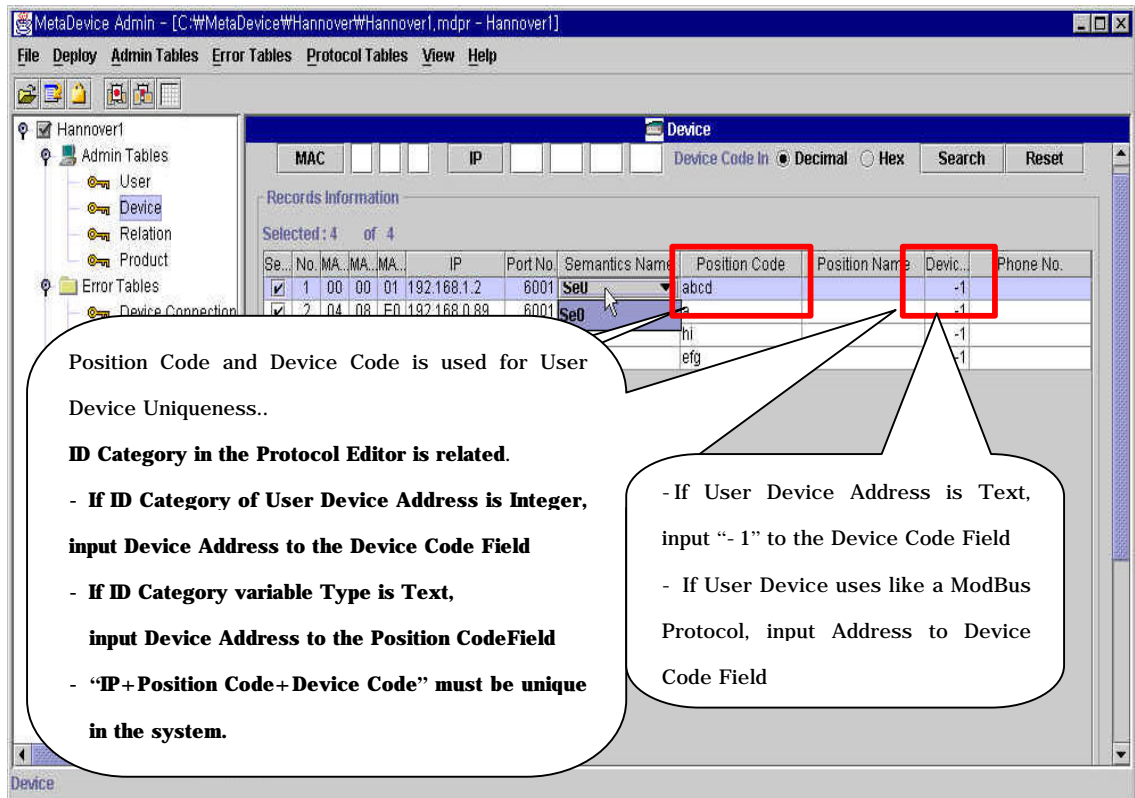 MetaDevice Admin - [C:₩MetaDevice₩Hannover₩Hannover1,mdpr - Hannover1]
File Deploy Admin Tables Error Tables Protocol Tables View Help
Hannover1
Admin Tables
User
Device
Relation
Product
Error Tables
Device Connection
Device
MAC IP Device Code In Decimal Hex Search Reset
Records Information
Selected : 4 of 4
Se... No. MA... MA... MA... IP Port No. Semantics Name Position Code Position Name Devic... Phone No.
1 00 00 01 192.168.1.2 6001 Se0 abcd -1
2 04 08 E0 192.168.0.89 6001 Se0 a -1
hi -1
efg -1
Position Code and Device Code is used for User
Device Uniqueness..
ID Category in the Protocol Editor is related.
- If ID Category of User Device Address is Integer,
input Device Address to the Device Code Field
- If ID Category variable Type is Text,
input Device Address to the Position CodeField
- “IP+Position Code+Device Code” must be unique
in the system.
- If User Device Address is Text,
input “- 1” to the Device Code Field
- If User Device uses like a ModBus
Protocol, input Address to Device
Code Field
Device